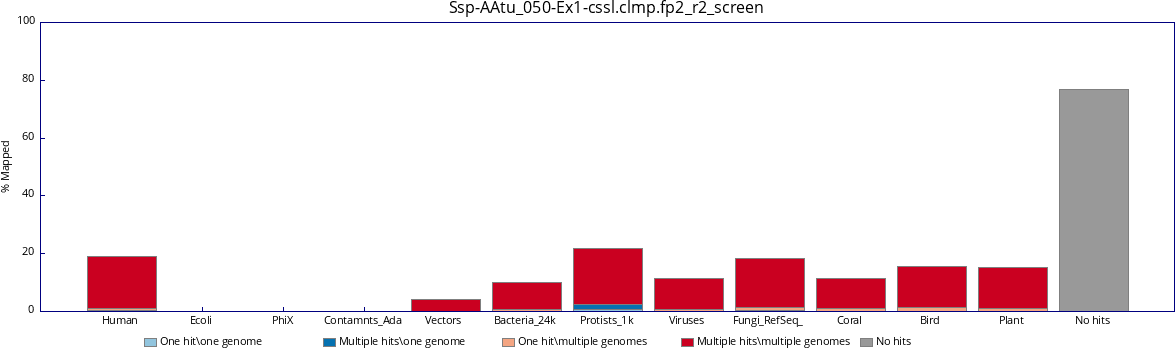 Ssp-AAtu_050-Ex1-cssl.clmp.fp2_r2_screen
100
80
60
40
20
0
% Mapped
Human Ecoli PhiX Contamnts_Ada Vectors Bacteria_24k Protists_1k Viruses Fungi_RefSeq_ Coral Bird Plant No hits
One hit\one genome Multiple hits\one genome One hit\multiple genomes Multiple hits\multiple genomes No hits